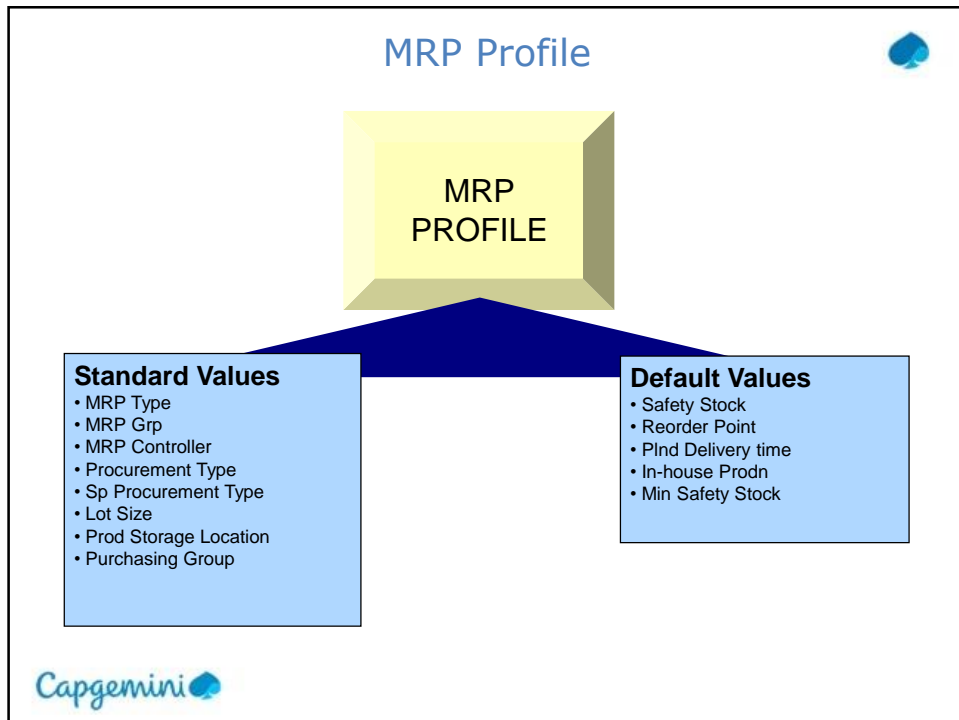 MRP Profile
MRP
PROFILE
Standard Values
• MRP Type
• MRP Grp
• MRP Controller
• Procurement Type
• Sp Procurement Type
• Lot Size
• Prod Storage Location
• Purchasing Group
Default Values
• Safety Stock
• Reorder Point
• Plnd Delivery time
• In-house Prodn
• Min Safety Stock
Capgemini